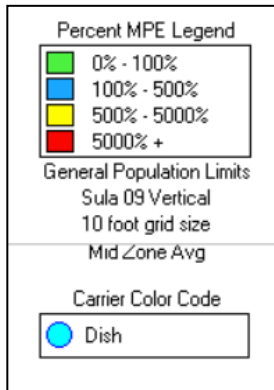 Percent MPE Legend
0% - 100%
100% - 500%
500% - 5000%
5000% +
General Population Limits
Sula 09 Vertical
10 foot grid size
Mid Zone Avg
Carrier Color Code
Dish